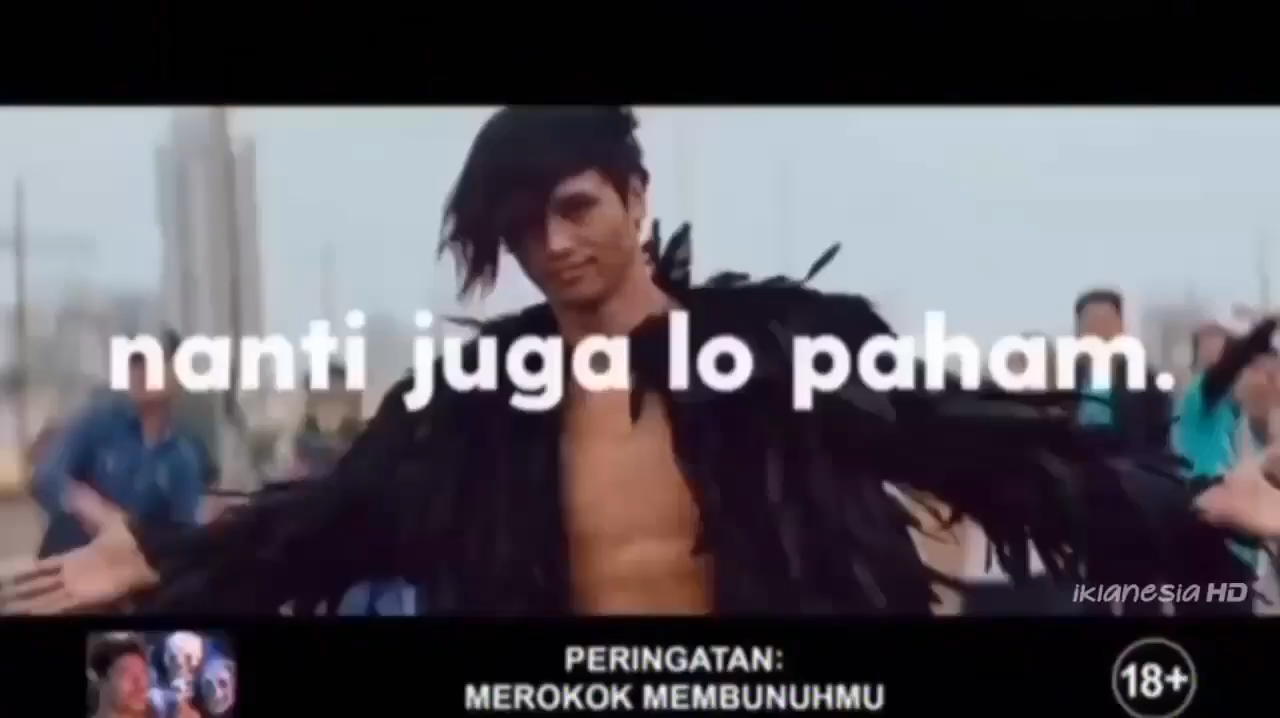 nanti juga lo paham.
iklanesia HD
PERINGATAN:
MEROKOK MEMBUNUHMU
18+